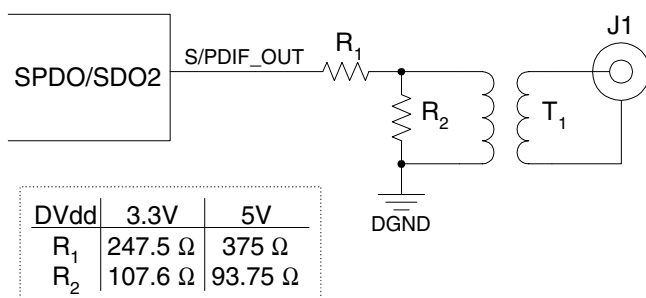 J1
S/PDIF_OUT
R1
SPDO/SDO2
R2
T1
DGND
DVdd 3.3V 5V
R1 247.5 Ω 375 Ω
R2 107.6 Ω 93.75 Ω